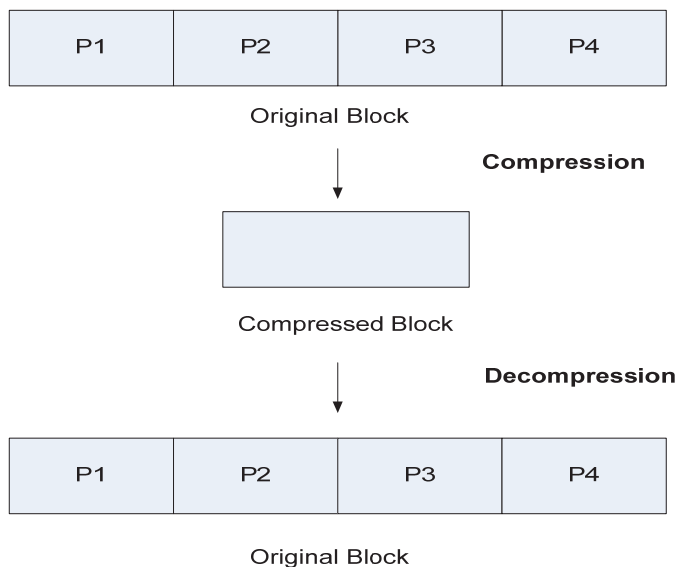 P1 P2 P3 P4
Original Block
Compression
Compressed Block
Decompression
P1 P2 P3 P4
Original Block